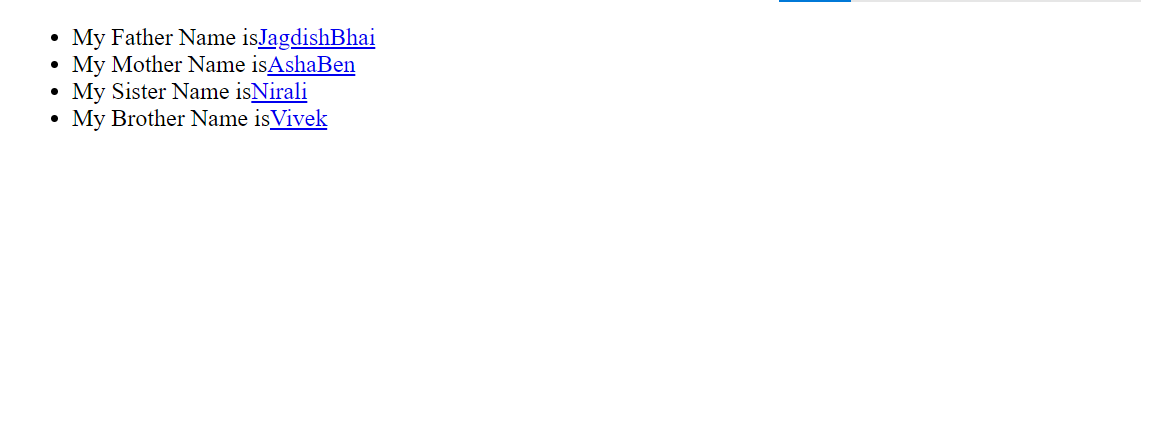 My Father Name isJagdishBhai
My Mother Name isAshaBen
My Sister Name isNirali
My Brother Name isVivek